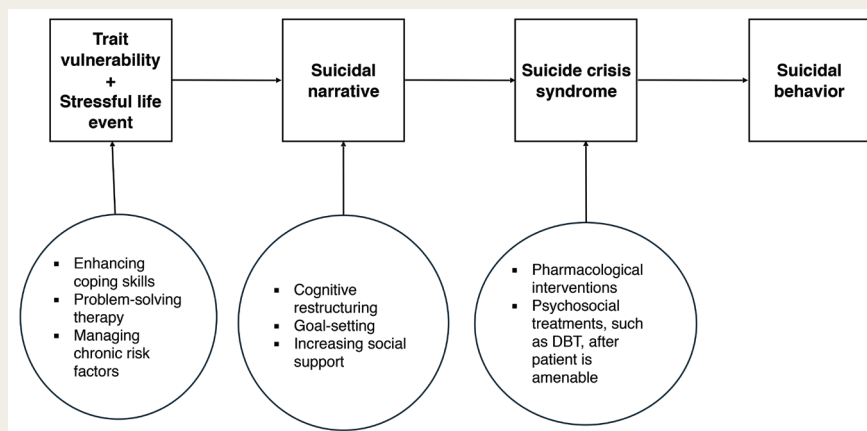 Trait
vulnerability
+
Stressful life
event
Suicidal
narrative
Suicide crisis
syndrome
Suicidal
behavior
▪ Enhancing
coping skills
▪ Problem-solving
therapy
▪ Managing
chronic risk
factors
▪ Cognitive
restructuring
▪ Goal-setting
▪ Increasing social
support
▪ Pharmacological
interventions
▪ Psychosocial
treatments, such
as DBT, after
patient is
amenable